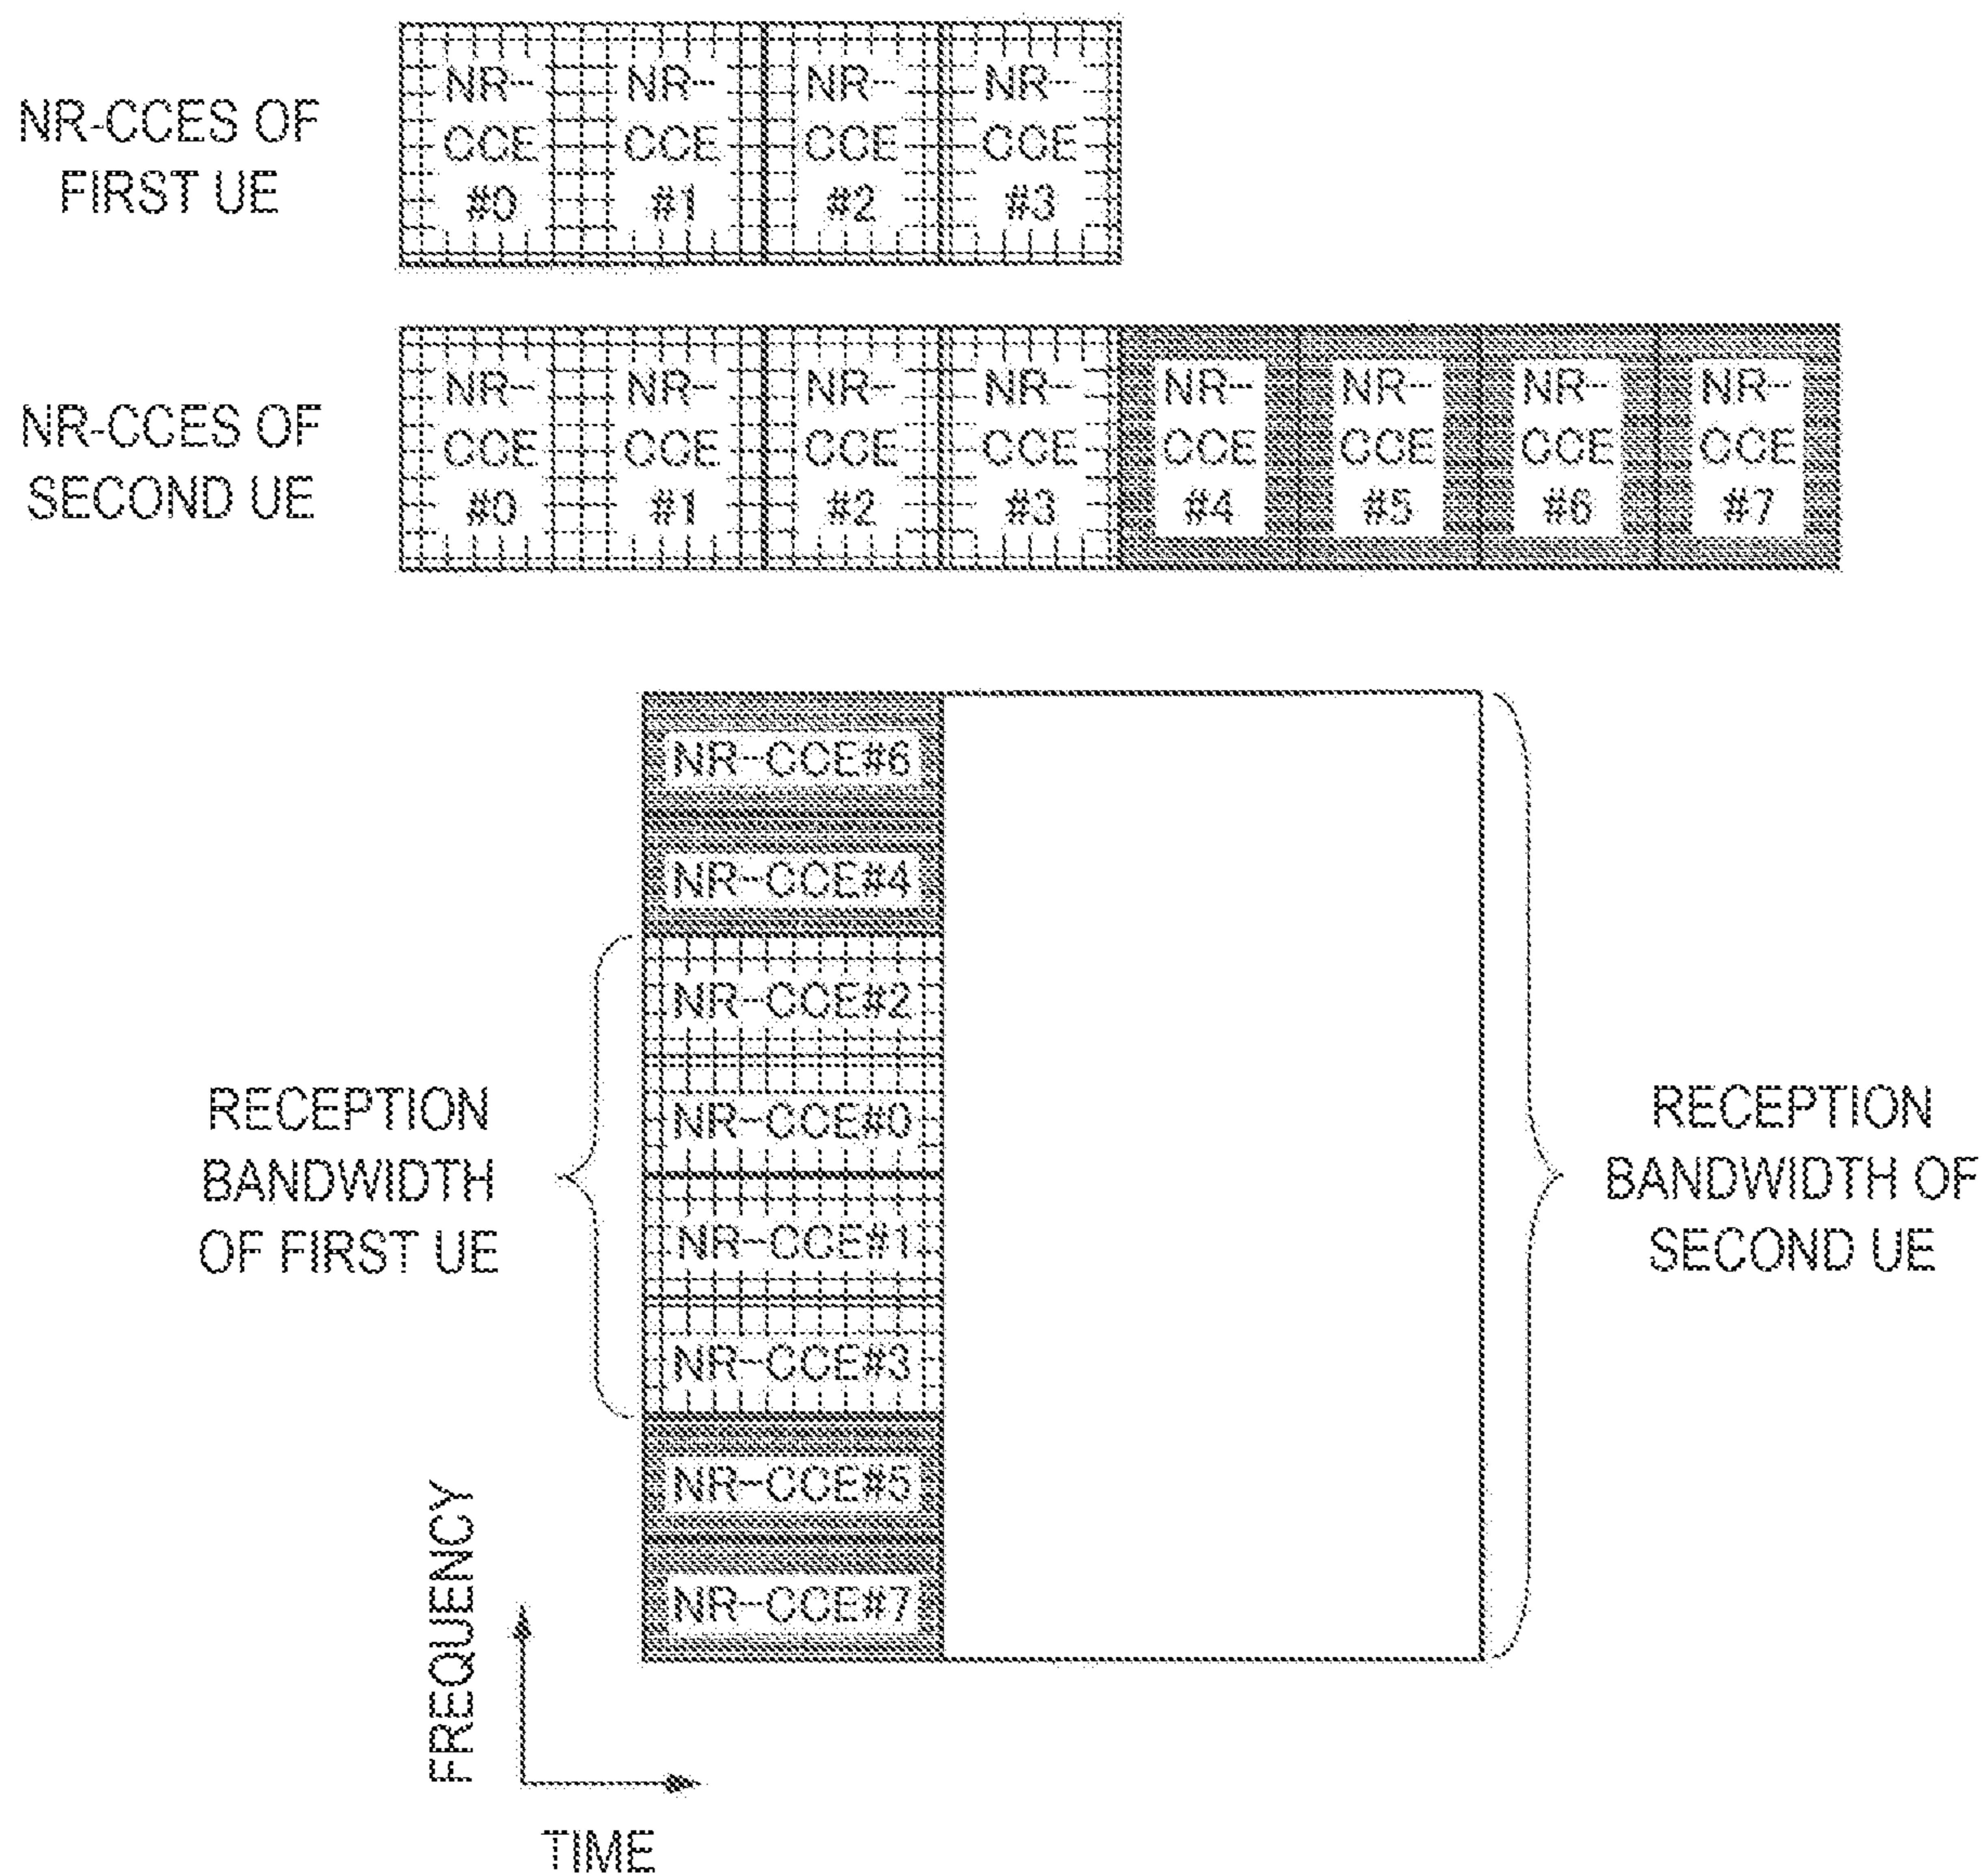 NR-CCES OF
FIRST UE
NR-
CCE
#0
NR-
CCE
#1
NR-
CCE
#2
NR-
CCE
#3
NR-CCES OF
SECOND UE
NR-
CCE
#0
NR-
CCE
#1
NR-
CCE
#2
NR-
CCE
#3
NR-
CCE
#4
NR-
CCE
#5
NR-
CCE
#6
NR-
CCE
#7
NR-CCE#6
NR-CCE#4
NR-CCE#2
NR-CCE#0
NR-CCE#1
NR-CCE#3
NR-CCE#5
NR-CCE#7
RECEPTION
BANDWIDTH
OF FIRST UE
RECEPTION
BANDWIDTH OF
SECOND UE
FREQUENCY
TIME